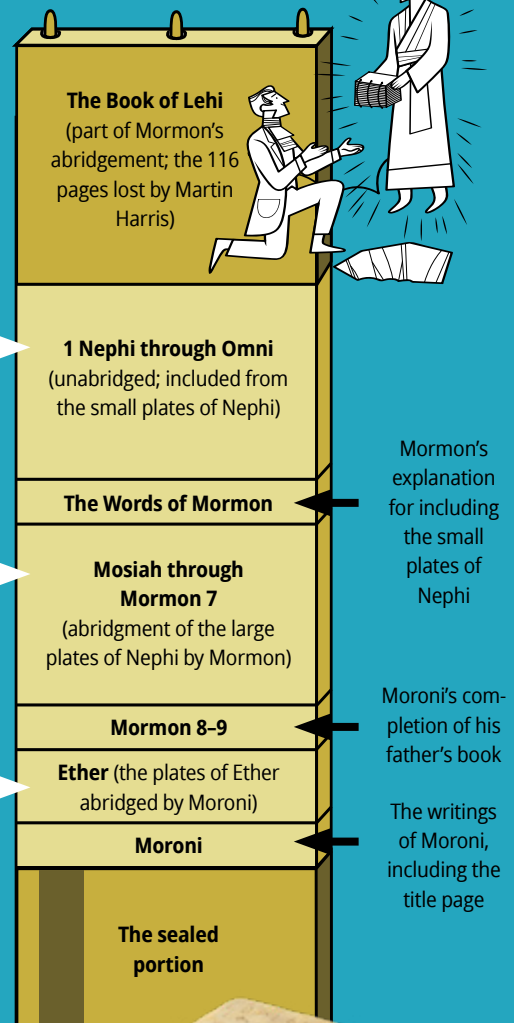 The Book of Lehi
(part of Mormon's
abridgement; the 116
pages lost by Martin
Harris)
1 Nephi through Omni
(unabridged; included from
the small plates of Nephi)
The Words of Mormon
Mormon's
explanation
for including
the small
plates of
Nephi
Mosiah through
Mormon 7
(abridgment of the large
plates of Nephi by Mormon)
Mormon 8–9
Moroni's com-
pletion of his
father's book
Ether (the plates of Ether
abridged by Moroni)
Moroni
The writings
of Moroni,
including the
title page
The sealed
portion